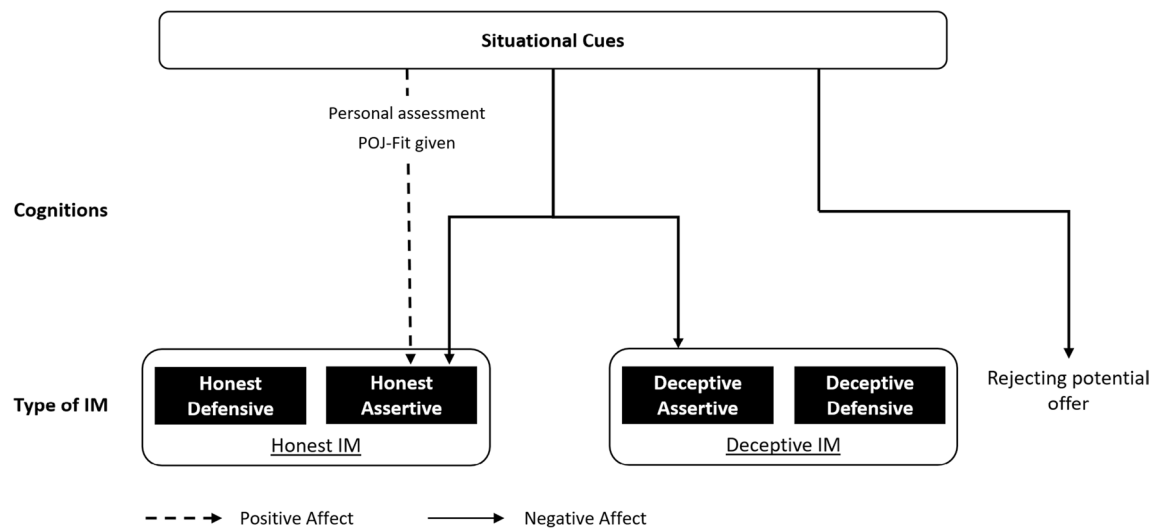 Situational Cues
Personal assessment
POJ-Fit given
Cognitions
Type of IM
Honest
Defensive
Honest
Assertive
Honest IM
Deceptive
Assertive
Deceptive
Defensive
Deceptive IM
Rejecting potential
offer
Positive Affect
Negative Affect